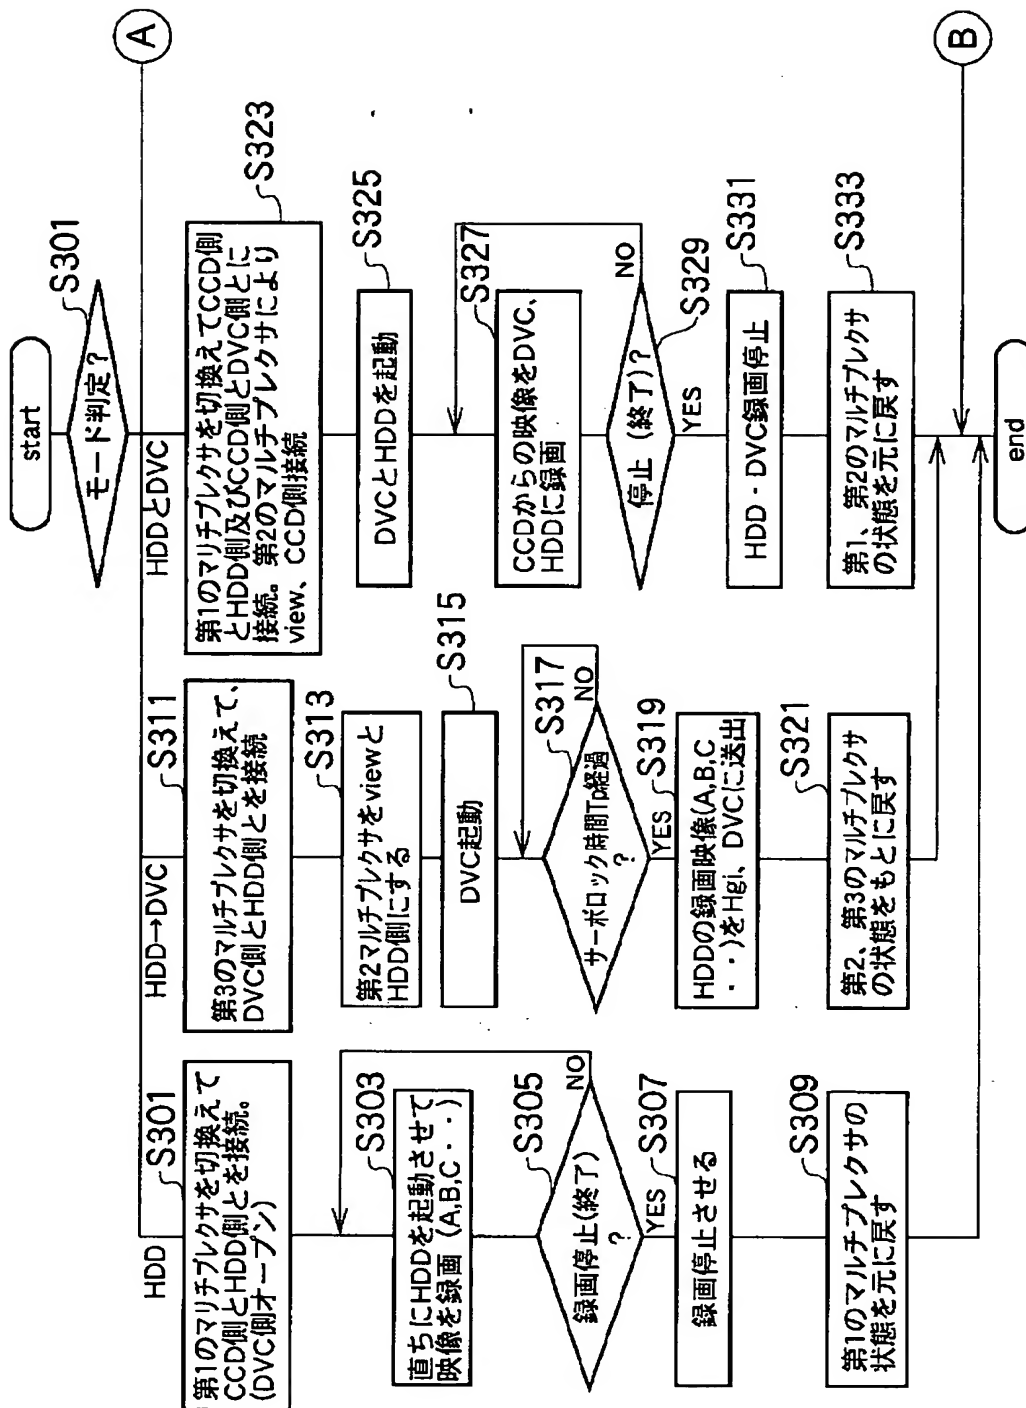 start
モード判定?
S301
A
HDD
第1のマリチプレクサを切換えて
CCD側とHDD側とを接続。
(DVC側オープン)
S301
直ちにHDDを起動させて
映像を録画 (A,B,C・・・)
S303
録画停止(終了)
?
S305
NO
YES
録画停止させる
S307
第1のマルチプレクサの
状態を元に戻す
S309
HDD→DVC
第3のマルチプレクサを切換えて、
DVC側とHDD側とを接続
S311
第2マルチプレクサをviewと
HDD側にする
S313
DVC起動
S315
サーボロック時間Tp経過
?
S317
NO
YES
HDDの録画映像(A,B,C
・・・)をHgi、DVCに送出
S319
第2、第3のマルチプレクサ
の状態をもとに戻す
S321
HDDとDVC
第1のマリチプレクサを切換えてCCD側
とHDD側及びCCD側とDVC側とに
接続。第2のマルチプレクサにより
view、CCD側接続
S323
DVCとHDDを起動
S325
CCDからの映像をDVC、
HDDに録画
S327
停止 (終了)?
S329
NO
YES
HDD・DVC録画停止
S331
第1、第2のマルチプレクサ
の状態を元に戻す
S333
B
end